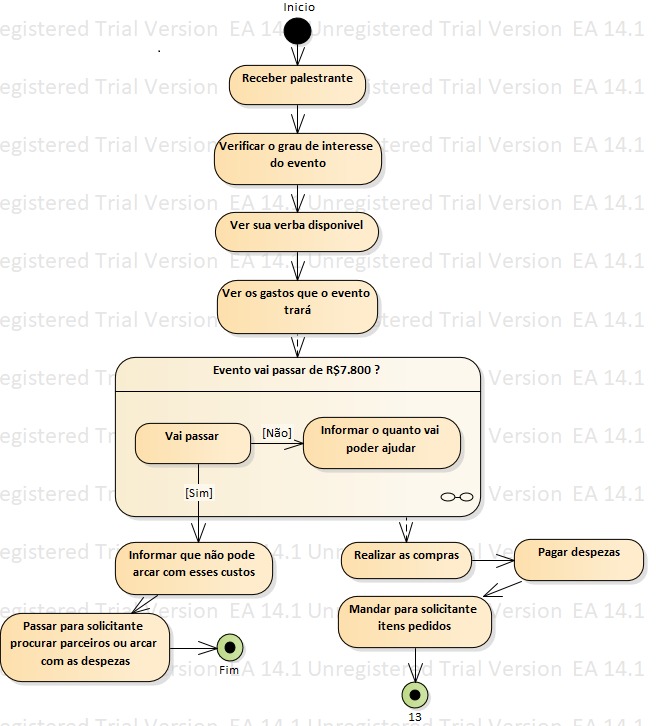 Inicio
Receber palestrante
Verificar o grau de interesse
do evento
Ver sua verba disponivel
Ver os gastos que o evento
trará
Evento vai passar de R$7.800 ?
Vai passar
[Não]
Informar o quanto vai
poder ajudar
[Sim]
Informar que não pode
arcar com esses custos
Realizar as compras
Pagar despezas
Passar para solicitante
procurar parceiros ou arcar
com as despezas
Mandar para solicitante
itens pedidos
Fim
13
egistered Trial Version EA 14.1 Unregistered Trial Version EA 14.1